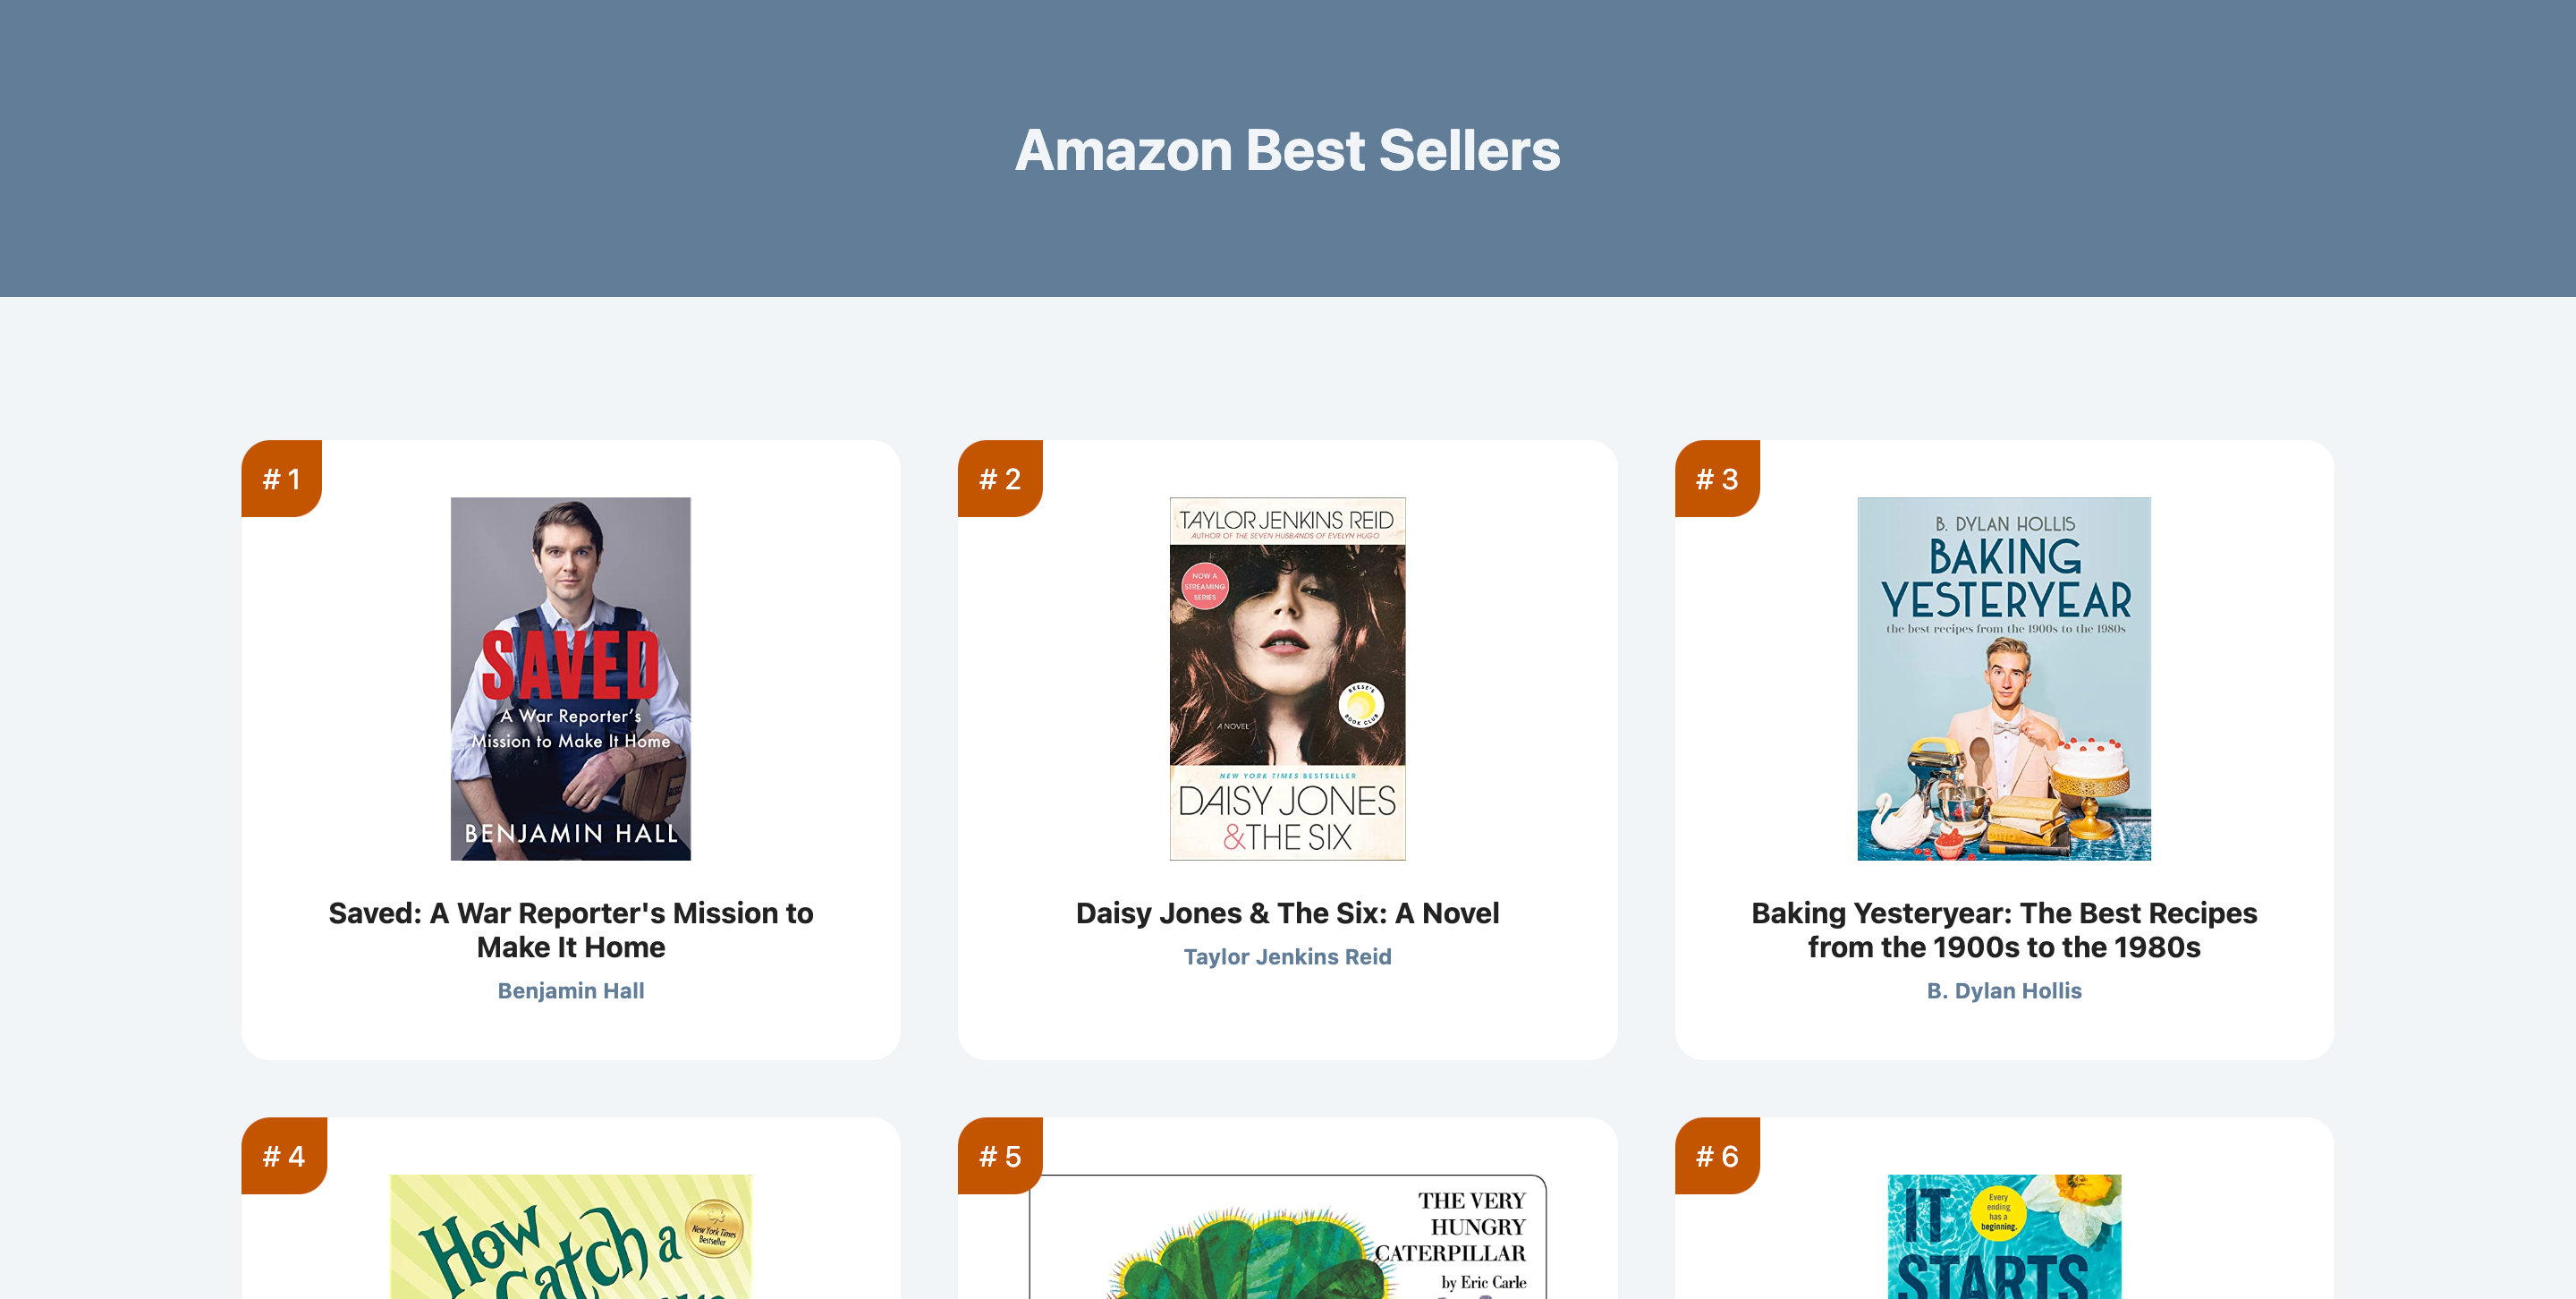 Amazon Best Sellers
# 1
SAVED
A War Reporter's
Mission to Make It Home
BENJAMIN HALL
Saved: A War Reporter's Mission to
Make It Home
Benjamin Hall
# 2
TAYLOR JENKINS REID
AUTHOR OF THE SEVEN HUSBANDS OF EVELYN HUGO
NOW A
STREAMING
SERIES
REESE'S
BOOK CLUB
A NOVEL
NEW YORK TIMES BESTSELLER
DAISY JONES
& THE SIX
Daisy Jones & The Six: A Novel
Taylor Jenkins Reid
# 3
B. DYLAN HOLLIS
BAKING
YESTERYEAR
the best recipes from the 1900s to the 1980s
Baking Yesteryear: The Best Recipes
from the 1900s to the 1980s
B. Dylan Hollis
# 4
How
Catch a
New York Times
Bestseller
# 5
THE VERY
HUNGRY
CATERPILLAR
by Eric Carle
# 6
IT
Every
ending
has a
beginning.
STARTS